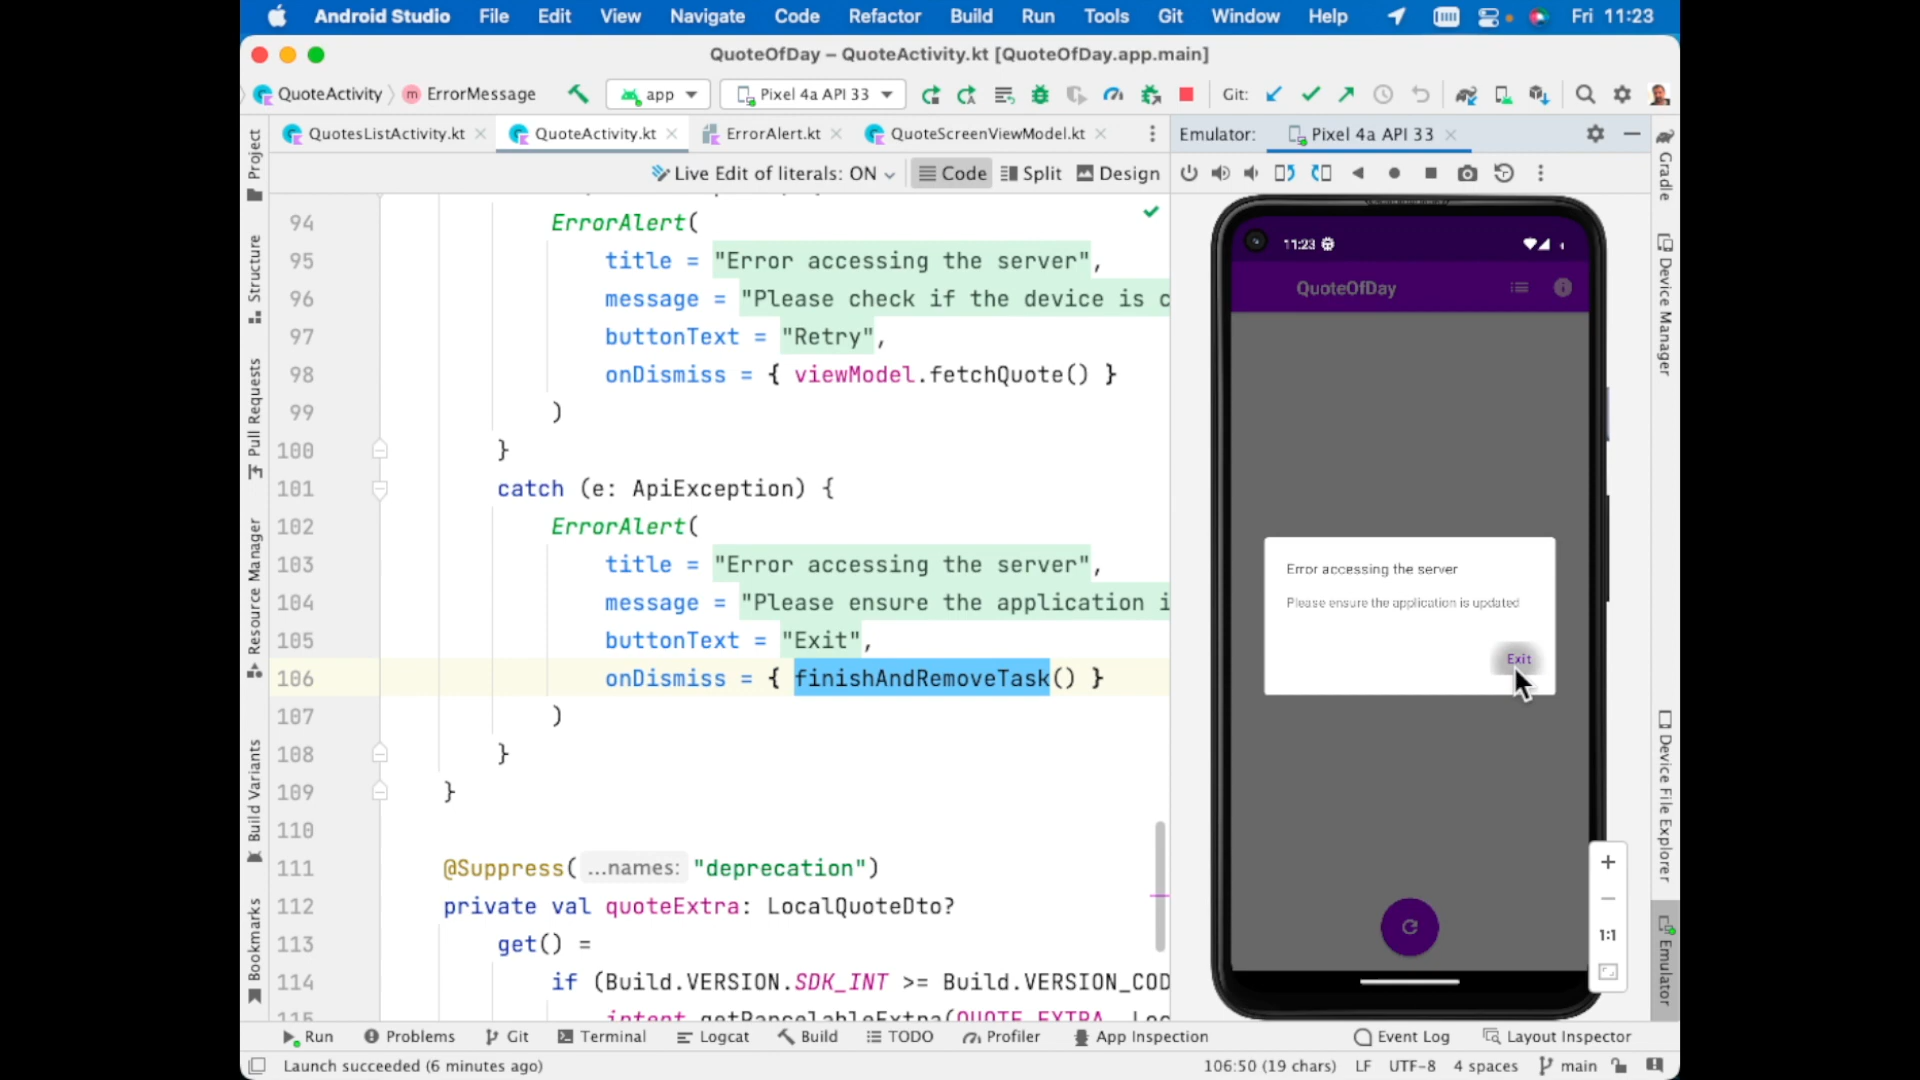 Android Studio File Edit View Navigate Code Refactor Build Run Tools Git Window Help Fri 11:23
QuoteOfDay – QuoteActivity.kt [QuoteOfDay.app.main]
QuoteActivity m ErrorMessage app Pixel 4a API 33 Git:
QuotesListActivity.kt QuoteActivity.kt ErrorAlert.kt QuoteScreenViewModel.kt Emulator: Pixel 4a API 33
Live Edit of literals: ON Code Split Design
Project
Structure
Pull Requests
Resource Manager
Build Variants
Bookmarks
94 ErrorAlert(
95 title = "Error accessing the server",
96 message = "Please check if the device is c
97 buttonText = "Retry",
98 onDismiss = { viewModel.fetchQuote() }
99 )
100 }
101 catch (e: ApiException) {
102 ErrorAlert(
103 title = "Error accessing the server",
104 message = "Please ensure the application i
105 buttonText = "Exit",
106 onDismiss = { finishAndRemoveTask() }
107 )
108 }
109 }
110
111 @Suppress( ...names: "deprecation")
112 private val quoteExtra: LocalQuoteDto?
113 get() =
114 if (Build.VERSION.SDK_INT >= Build.VERSION_COD
115 intent.getParcelableExtra(QUOTE_EXTRA, Loc
11:23
QuoteOfDay
Error accessing the server
Please ensure the application is updated
Exit
1:1
Gradle
Device Manager
Device File Explorer
Emulator
Run Problems Git Terminal Logcat Build TODO Profiler App Inspection Event Log Layout Inspector
Launch succeeded (6 minutes ago) 106:50 (19 chars) LF UTF-8 4 spaces main